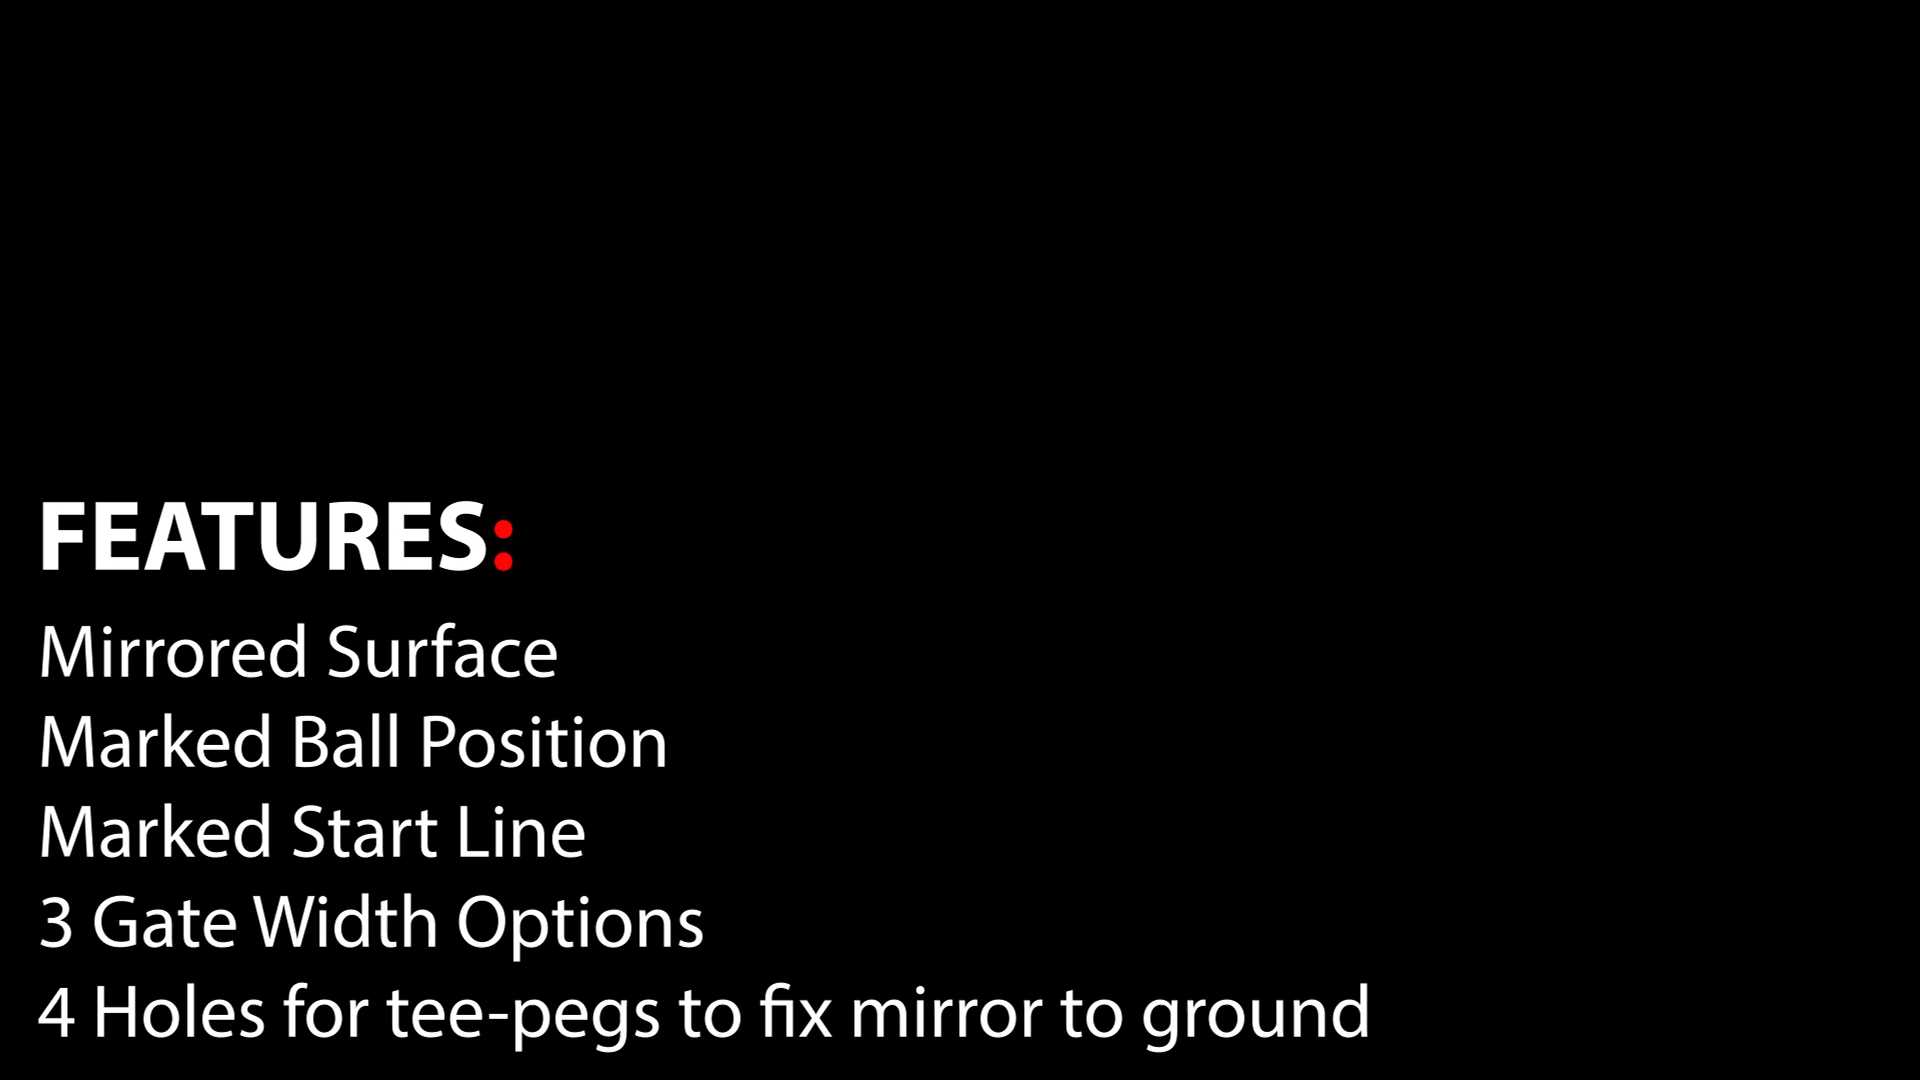 FEATURES:
Mirrored Surface
Marked Ball Position
Marked Start Line
3 Gate Width Options
4 Holes for tee-pegs to fix mirror to ground